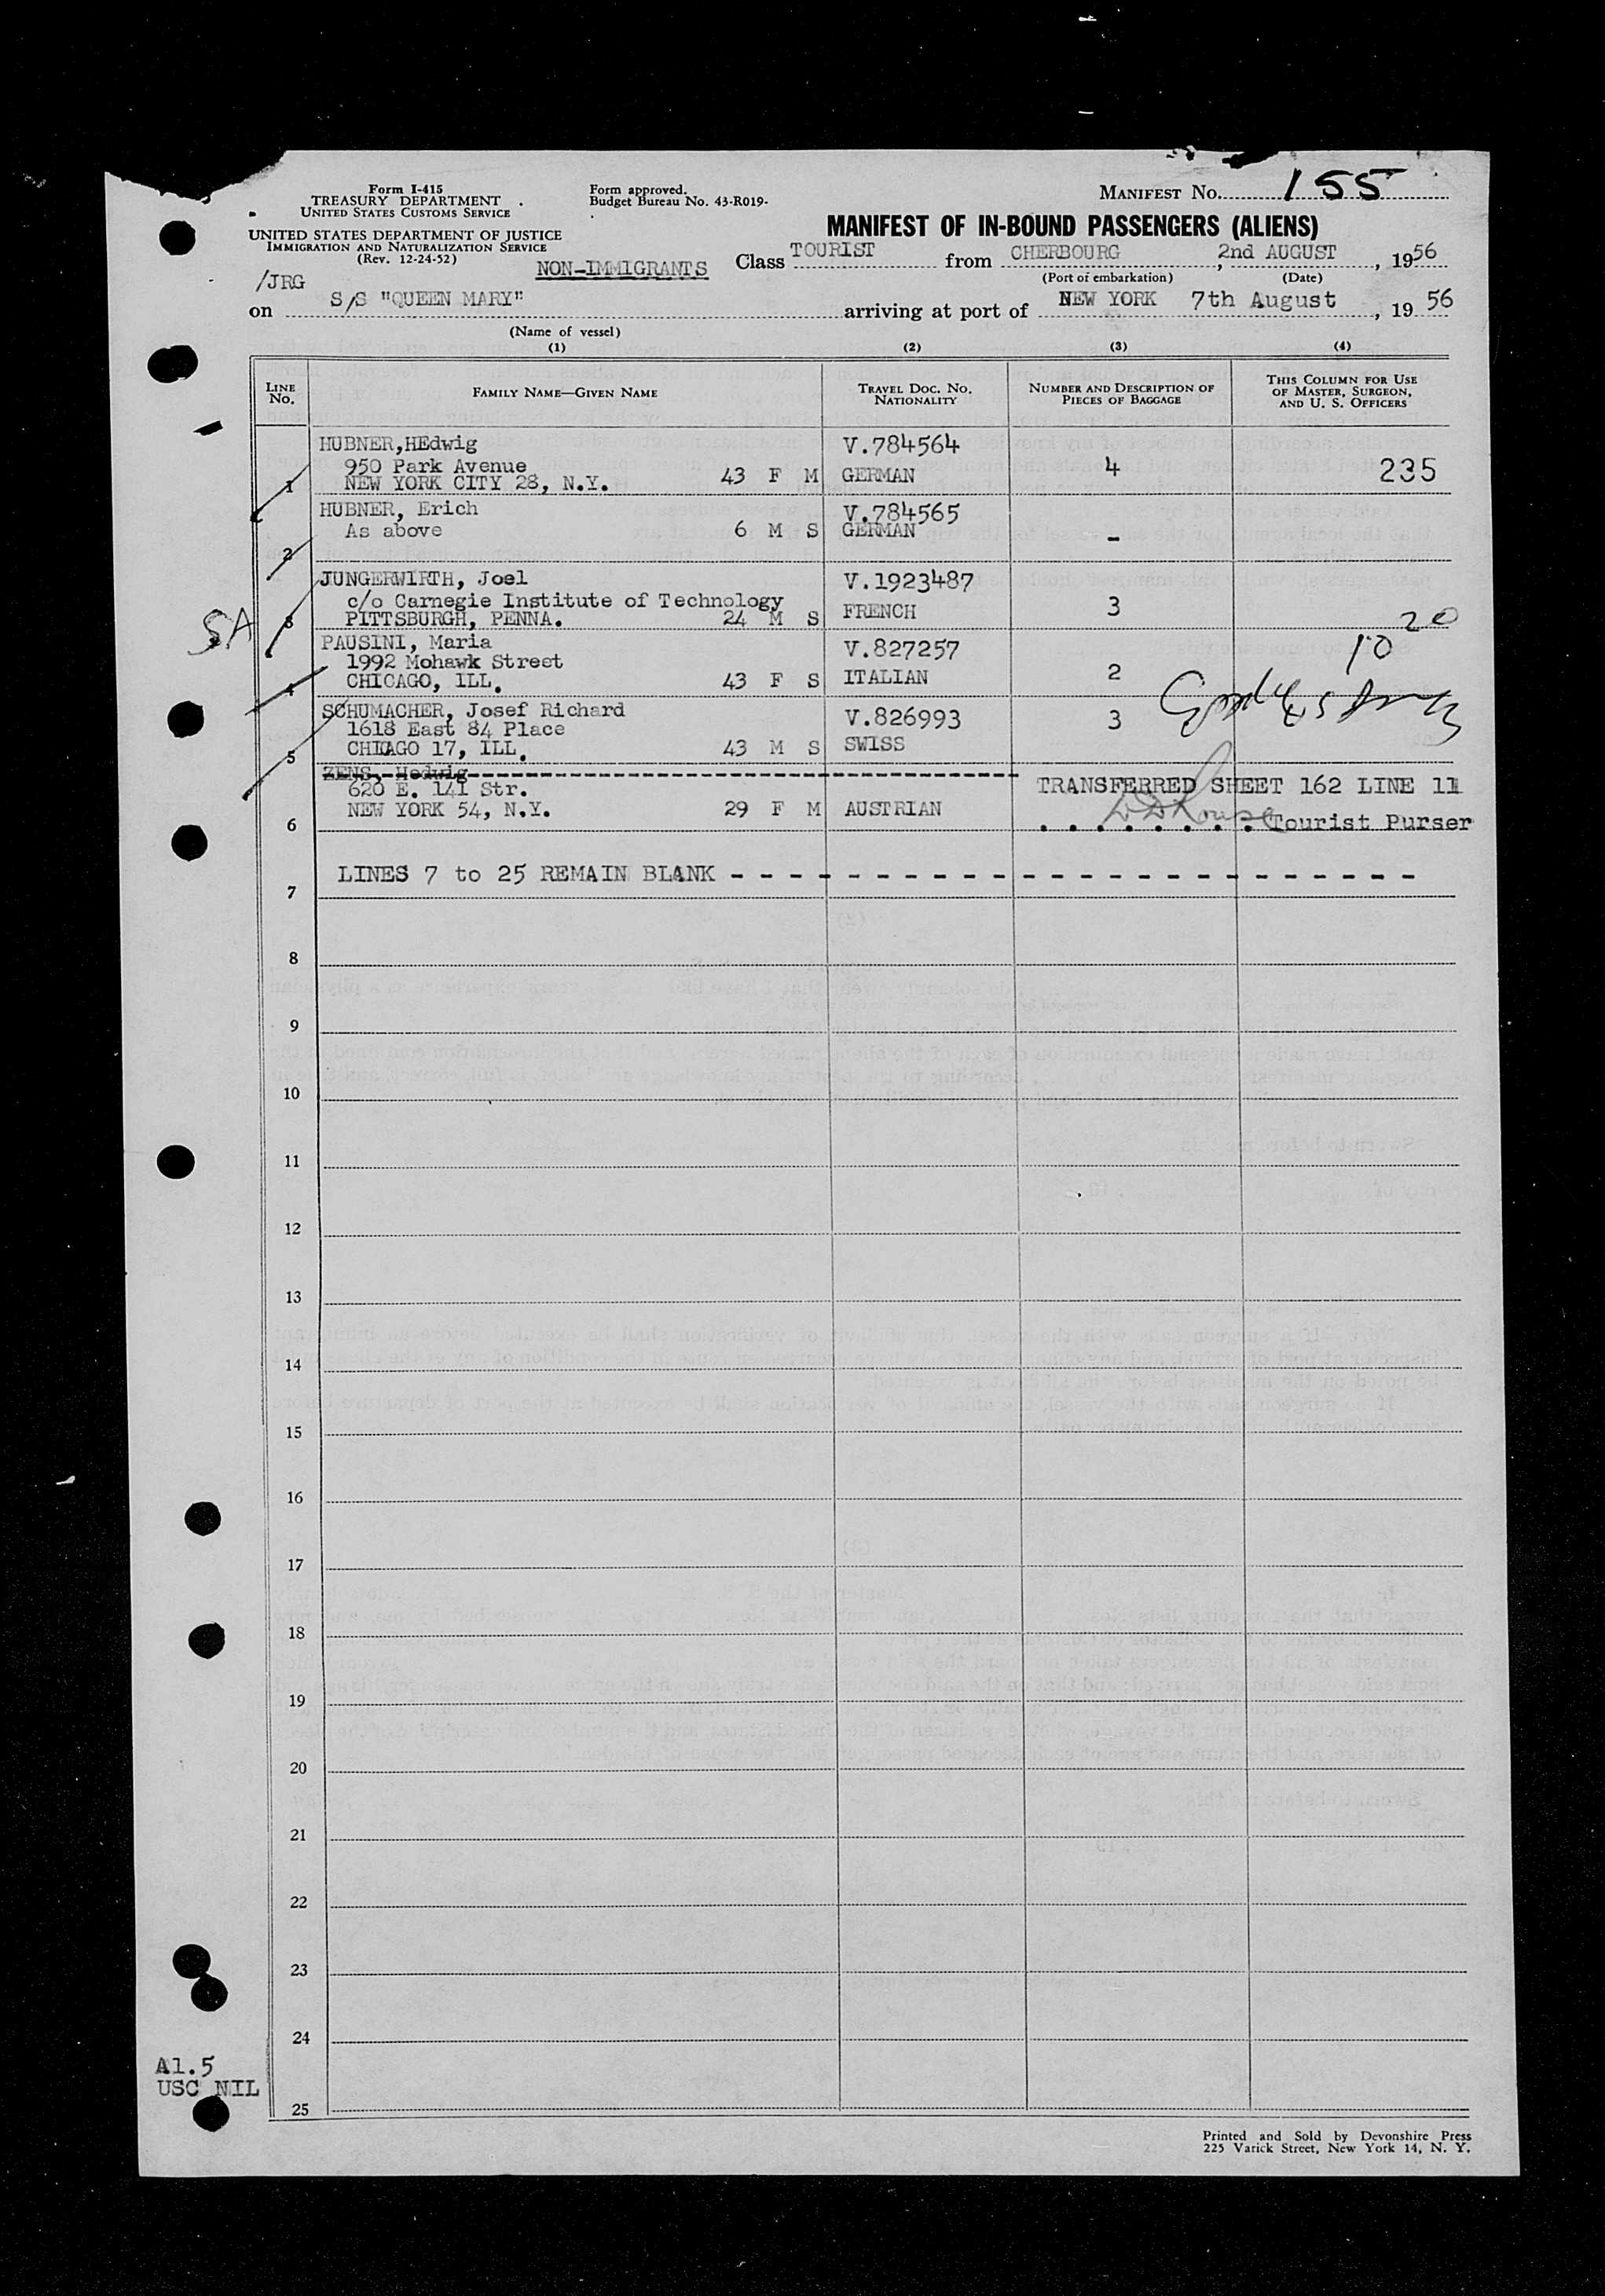 Form I-415
TREASURY DEPARTMENT
UNITED STATES CUSTOMS SERVICE
UNITED STATES DEPARTMENT OF JUSTICE
IMMIGRATION AND NATURALIZATION SERVICE
(Rev. 12-24-52)
Form approved.
Budget Bureau No. 43-R019-
MANIFEST NO. 155
MANIFEST OF IN-BOUND PASSENGERS (ALIENS)
/JRG
NON-IMMIGRANTS Class TOURIST from CHERBOURG, 2nd AUGUST, 1956
(Port of embarkation) (Date)
on S/S "QUEEN MARY" arriving at port of NEW YORK 7th August, 19 56
(Name of vessel)
(1) (2) (3) (4)
LINE No. FAMILY NAME—GIVEN NAME TRAVEL DOC. NO. NATIONALITY NUMBER AND DESCRIPTION OF PIECES OF BAGGAGE THIS COLUMN FOR USE OF MASTER, SURGEON, AND U. S. OFFICERS
HUBNER,HEdwig V.784564
950 Park Avenue 4 235
1 NEW YORK CITY 28, N.Y. 43 F M GERMAN
HUBNER, Erich V.784565
As above 6 M S GERMAN -
2
JUNGERWIRTH, Joel V.1923487
c/o Carnegie Institute of Technology FRENCH 3
SA 3 PITTSBURGH, PENNA. 24 M S 20
PAUSINI, Maria V.827257 10
1992 Mohawk Street
4 CHICAGO, ILL. 43 F S ITALIAN 2
SCHUMACHER, Josef Richard V.826993 3
1618 East 84 Place
5 CHIAGO 17, ILL. 43 M S SWISS
ZENS, Hedwig
620 E. 141 Str. TRANSFERRED SHEET 162 LINE 11
NEW YORK 54, N.Y. 29 F M AUSTRIAN
6 . . . . . . . . Tourist Purser
LINES 7 to 25 REMAIN BLANK - - - - - - - - - - - - - - - - - - - - - - - -
7
8
9
10
11
12
13
14
15
16
17
18
19
20
21
22
23
24
A1.5
USC NIL
25
Printed and Sold by Devonshire Press
225 Varick Street, New York 14, N. Y.